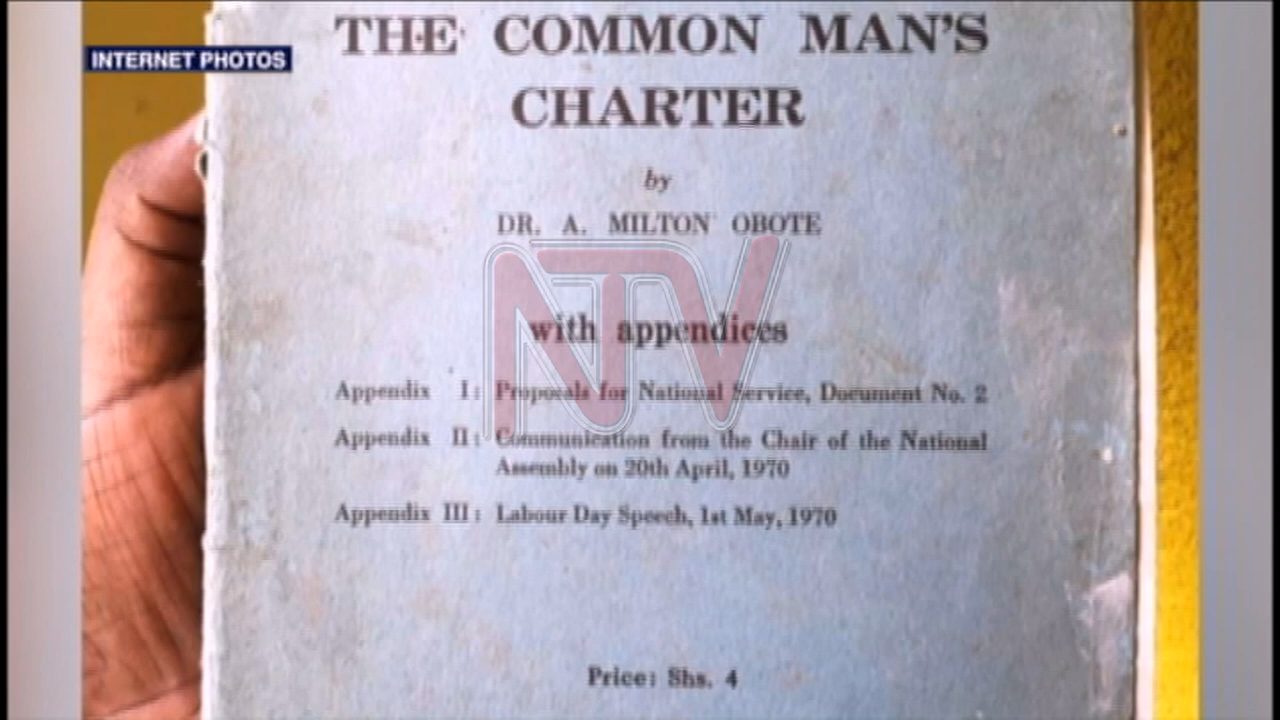 INTERNET PHOTOS
THE COMMON MAN'S
CHARTER
by
DR. A. MILTON OBOTE
NTV
with appendices
Appendix I: Proposals for National Service, Document No. 2
Appendix II: Communication from the Chair of the National
Assembly on 20th April, 1970
Appendix III: Labour Day Speech, 1st May, 1970
Price: Shs. 4